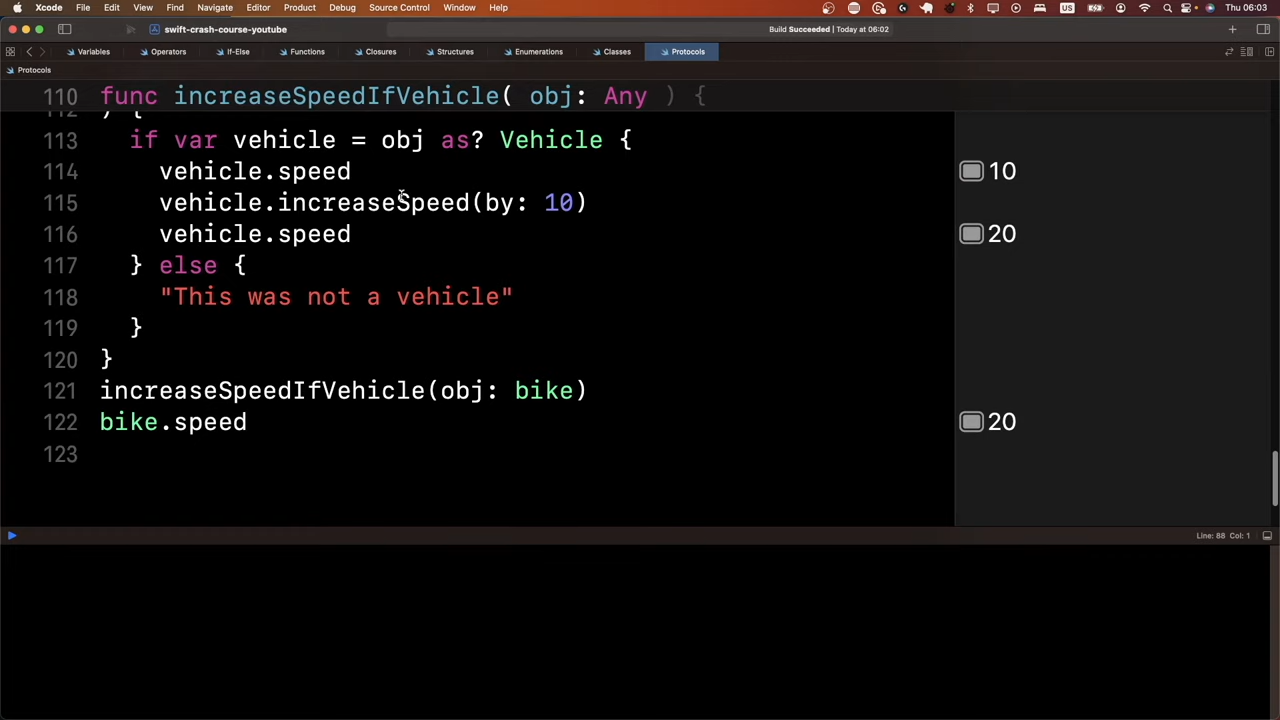 Xcode File Edit View Find Navigate Editor Product Debug Source Control Window Help US Thu 06:03
swift-crash-course-youtube Build Succeeded | Today at 06:02
Variables Operators If-Else Functions Closures Structures Enumerations Classes Protocols
Protocols
110 func increaseSpeedIfVehicle( obj: Any ) {
112 ) {
113 if var vehicle = obj as? Vehicle {
114 vehicle.speed 10
115 vehicle.increaseSpeed(by: 10)
116 vehicle.speed 20
117 } else {
118 "This was not a vehicle"
119 }
120 }
121 increaseSpeedIfVehicle(obj: bike)
122 bike.speed 20
123
Line: 88 Col: 1